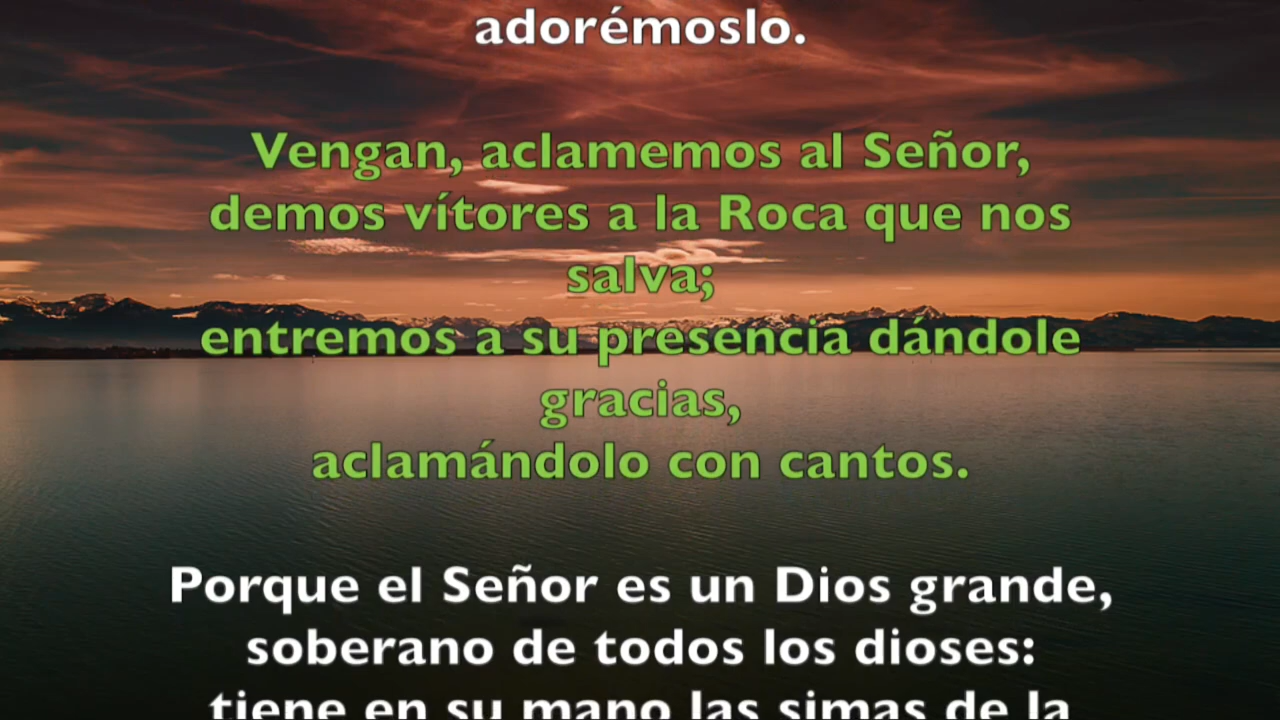 adorémoslo.
Vengan, aclamemos al Señor,
demos vítores a la Roca que nos
salva;
entremos a su presencia dándole
gracias,
aclamándolo con cantos.
Porque el Señor es un Dios grande,
soberano de todos los dioses:
tiene en su mano las simas de la